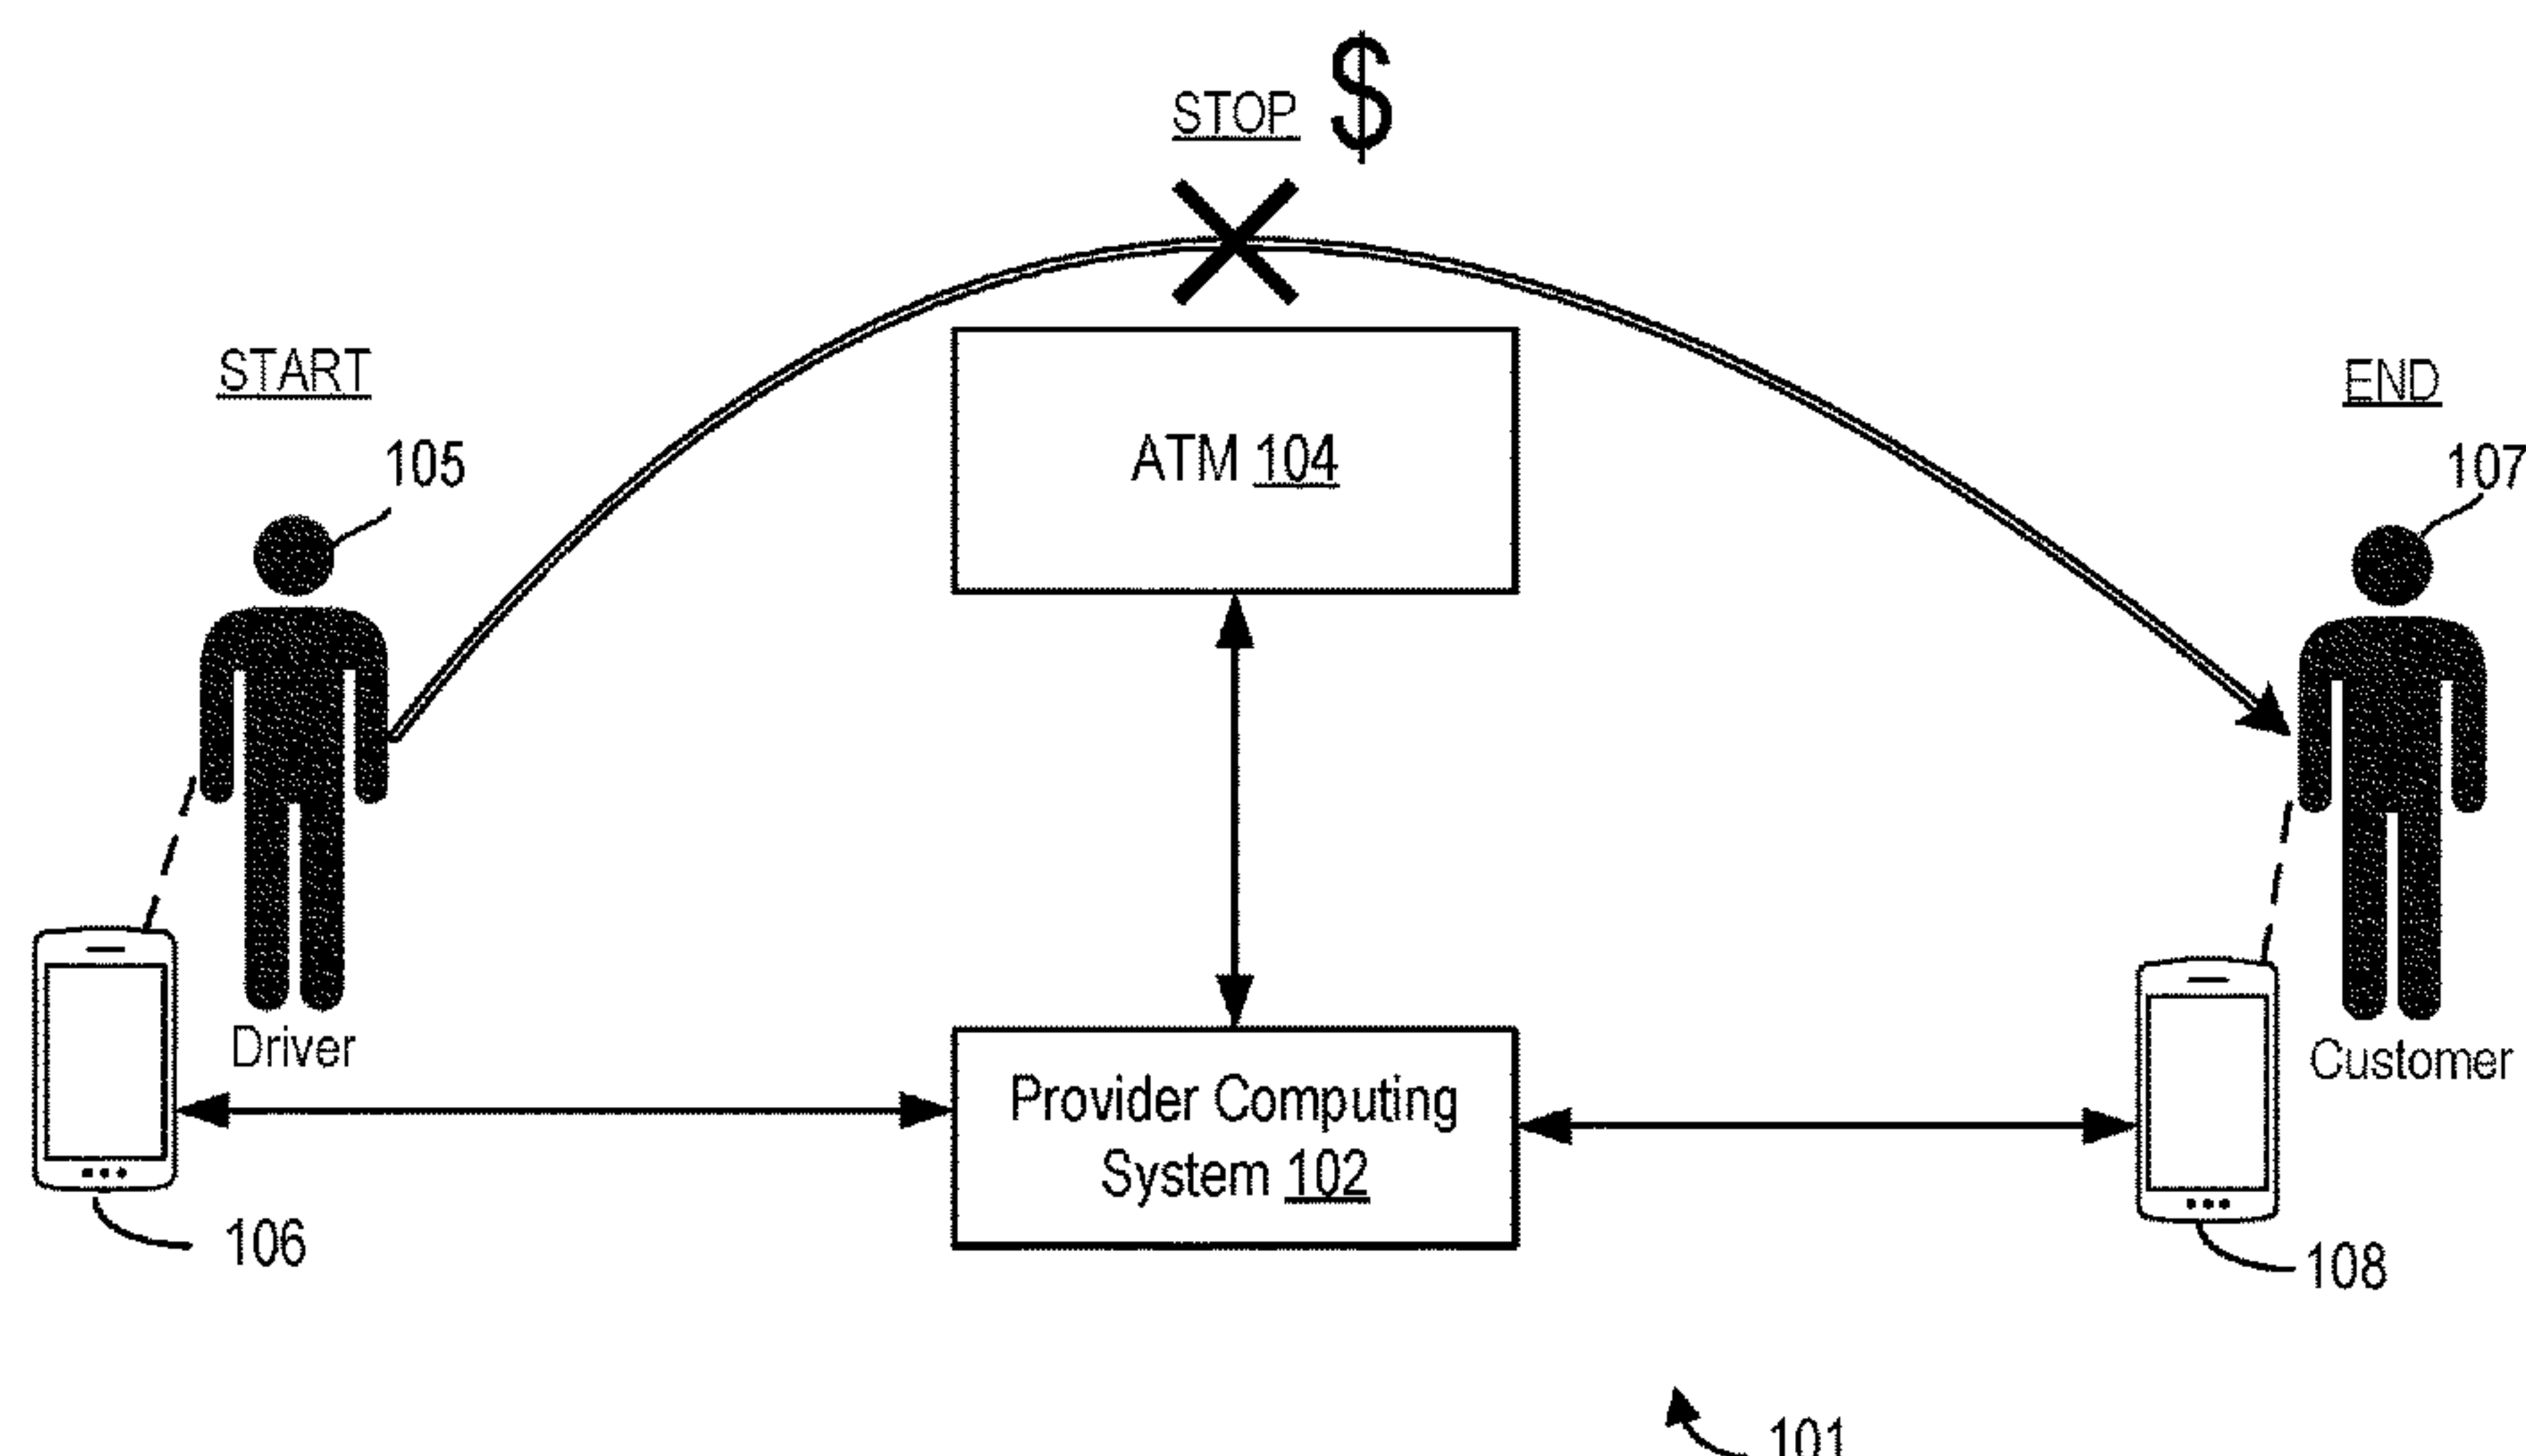 STOP $
START
END
105
ATM 104
107
Driver
Customer
Provider Computing
System 102
106
108
101